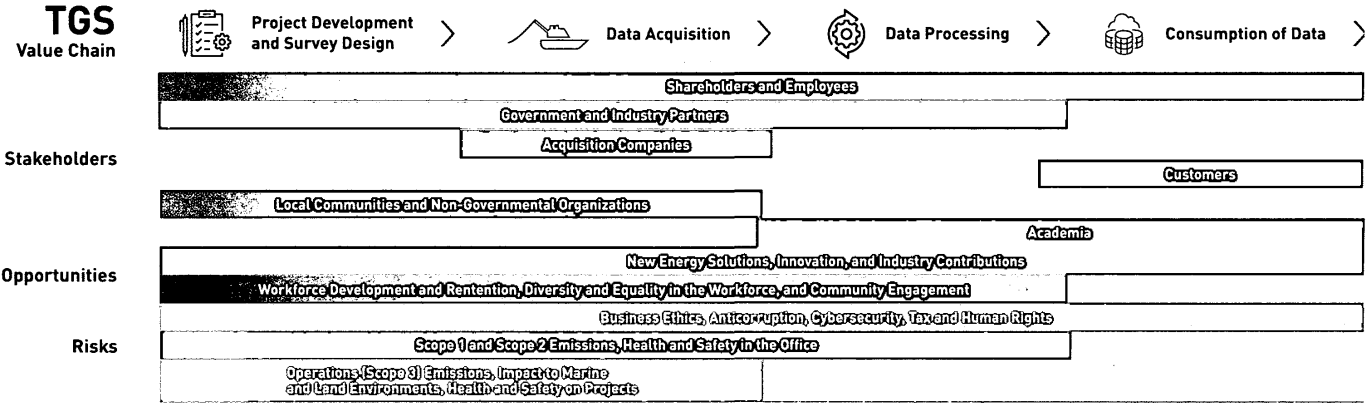 TGS
Value Chain
Project Development
and Survey Design
Data Acquisition
Data Processing
Consumption of Data
Stakeholders
Shareholders and Employees
Government and Industry Partners
Acquisition Companies
Customers
Local Communities and Non-Governmental Organizations
Academia
Opportunities
New Energy Solutions, Innovation, and Industry Contributions
Workforce Development and Rentention, Diversity and Equality in the Workforce, and Community Engagement
Risks
Business Ethics, Anticorruption, Cybersecurity, Tax and Human Rights
Scope 1 and Scope 2 Emissions, Health and Safety in the Office
Operations (Scope 3) Emissions, Impact to Marine
and Land Environments, Health and Safety on Projects